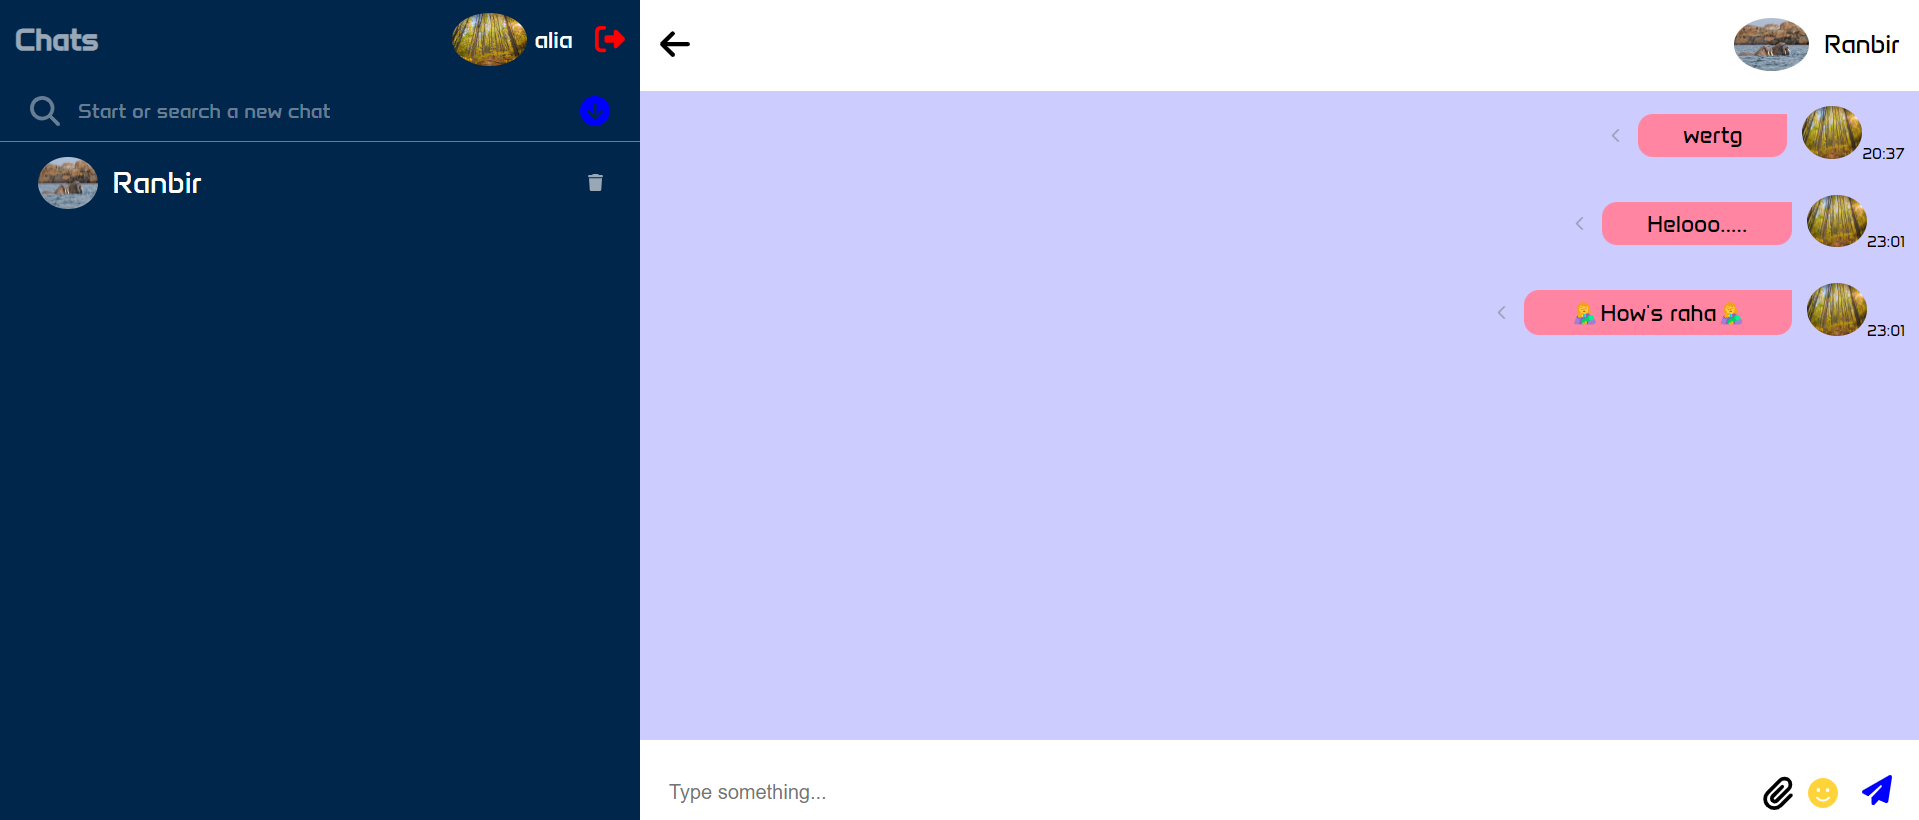 Chats
alia
Start or search a new chat
Ranbir
Ranbir
wertg
20:37
Helooo.....
23:01
🤱How's raha🤱
23:01
Type something...